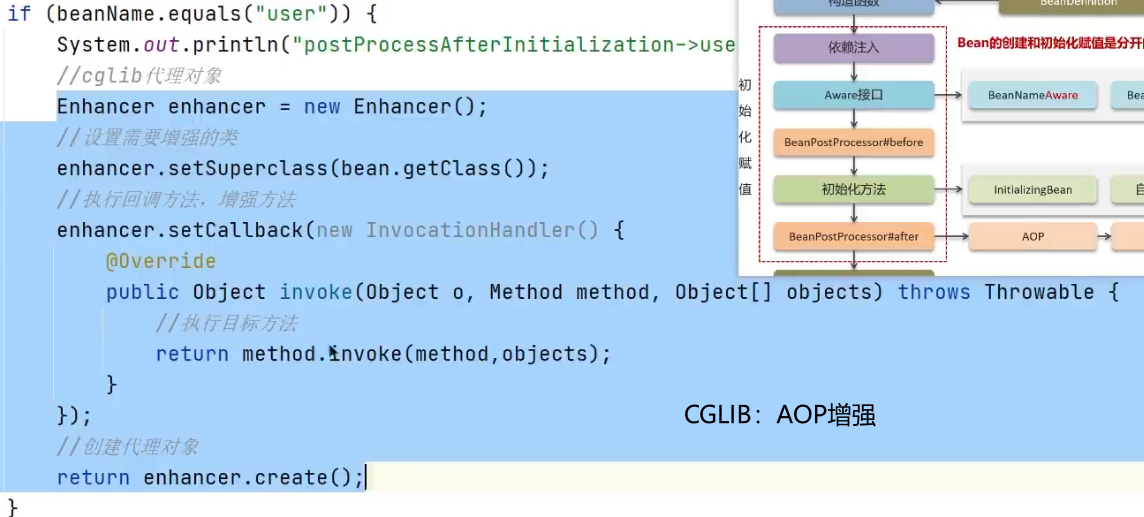 if (beanName.equals("user")) {
System.out.println("postProcessAfterInitialization->use
//cglib代理对象
Enhancer enhancer = new Enhancer();
//设置需要增强的类
enhancer.setSuperclass(bean.getClass());
//执行回调方法，增强方法
enhancer.setCallback(new InvocationHandler() {
@Override
public Object invoke(Object o, Method method, Object[] objects) throws Throwable {
//执行目标方法
return method.invoke(method,objects);
}
});
//创建代理对象
return enhancer.create();
}
CGLIB：AOP增强
构造函数
BeanDefinition
依赖注入
Bean的创建和初始化赋值是分开
初始化赋值
Aware接口
BeanNameAware
Bea
BeanPostProcessor#before
初始化方法
InitializingBean
自
BeanPostProcessor#after
AOP